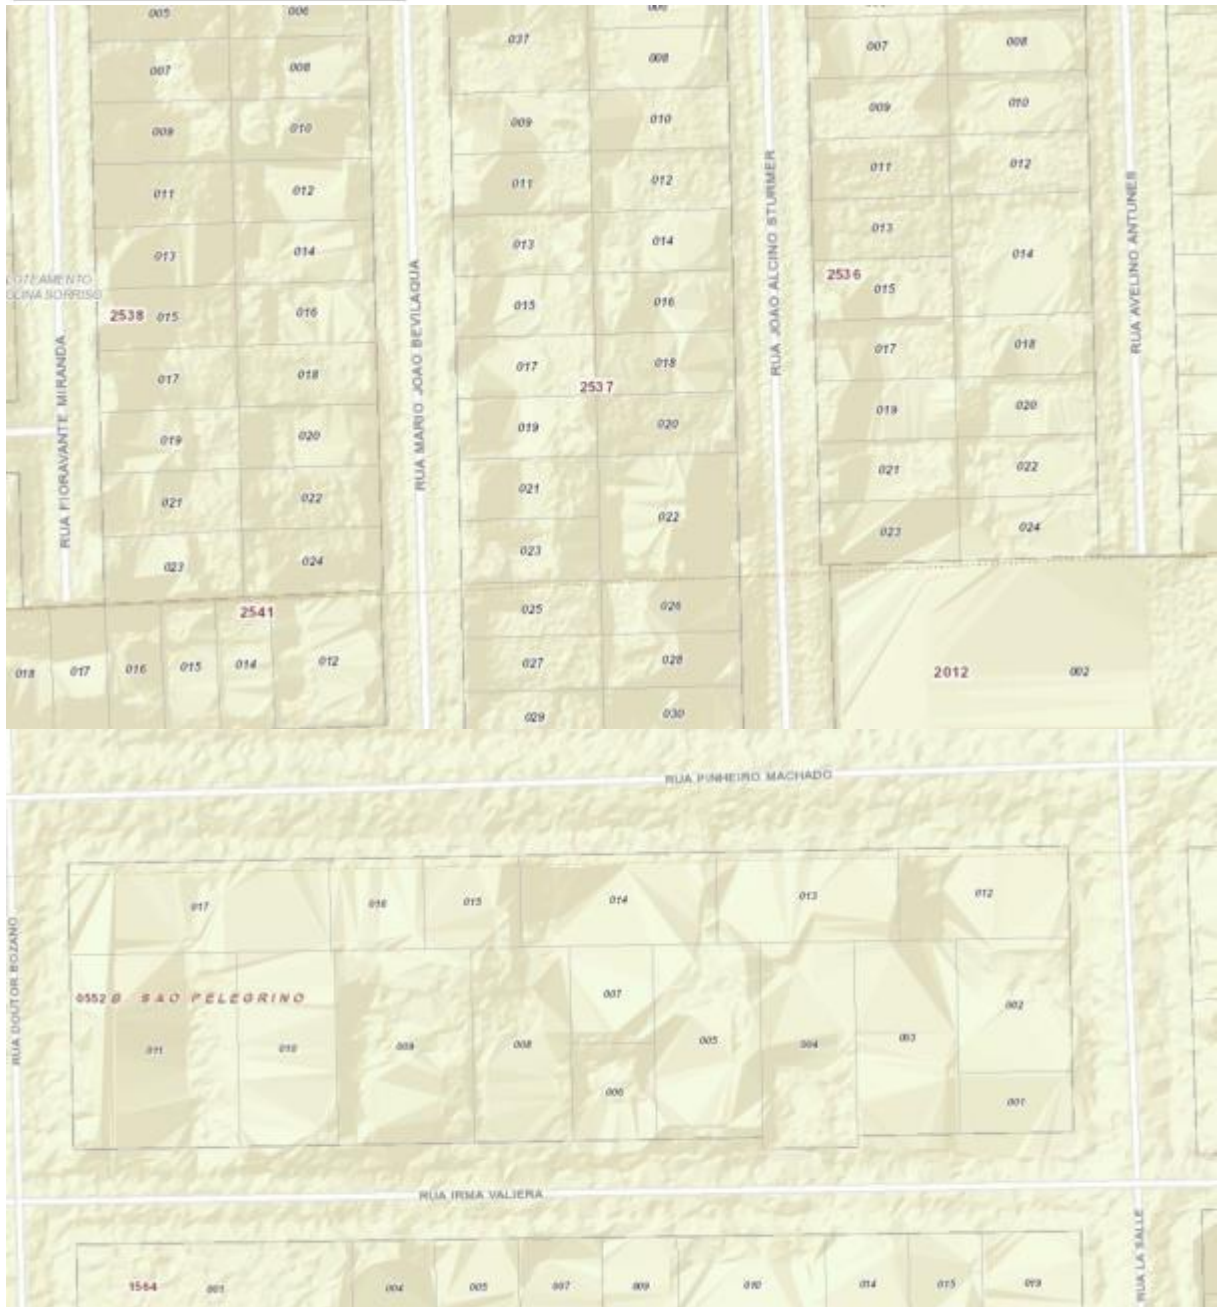 005 006 037 006
007 008 008 007 008
009 010 009 010 009 010
011 012 011 012 011 012
013 014 013 014 013 014
LOTEAMENTO
COLINA SORRISO
2538 015 016 015 016 2536 015
017 018 017 018 017 018
2537
019 020 019 020 019 020
021 022 021 022 021 022
023 024 023 023 024
RUA FIORAVANTE MIRANDA
RUA MARIO JOAO BEVILAQUA
RUA JOAO ALCINO STURMER
RUA AVELINO ANTUNES
2541
025 026
018 017 016 015 014 012
027 028
2012 002
029 030
RUA PINHEIRO MACHADO
RUA DOUTOR BOZANO
017 016 015 014 013 012
0552 B SAO PELEGRINO
007 002
011 010 009 008 005 004 003
006 001
RUA IRMA VALIERA
RUA LA SALLE
1564 001 004 005 007 009 010 014 015 019